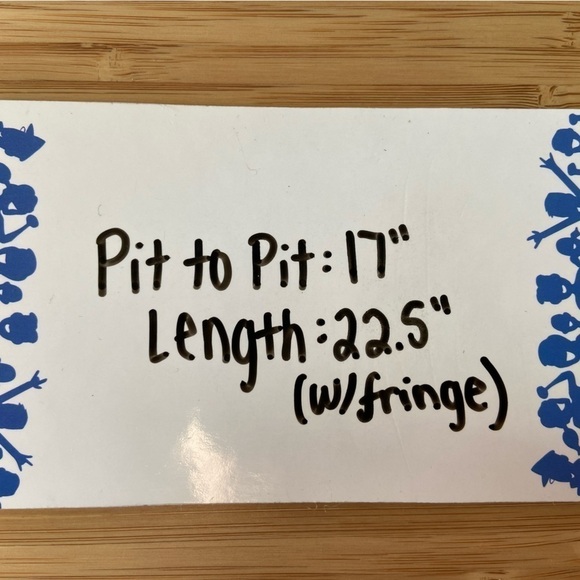 Pit to Pit: 17"
Length: 22.5"
(w/fringe)